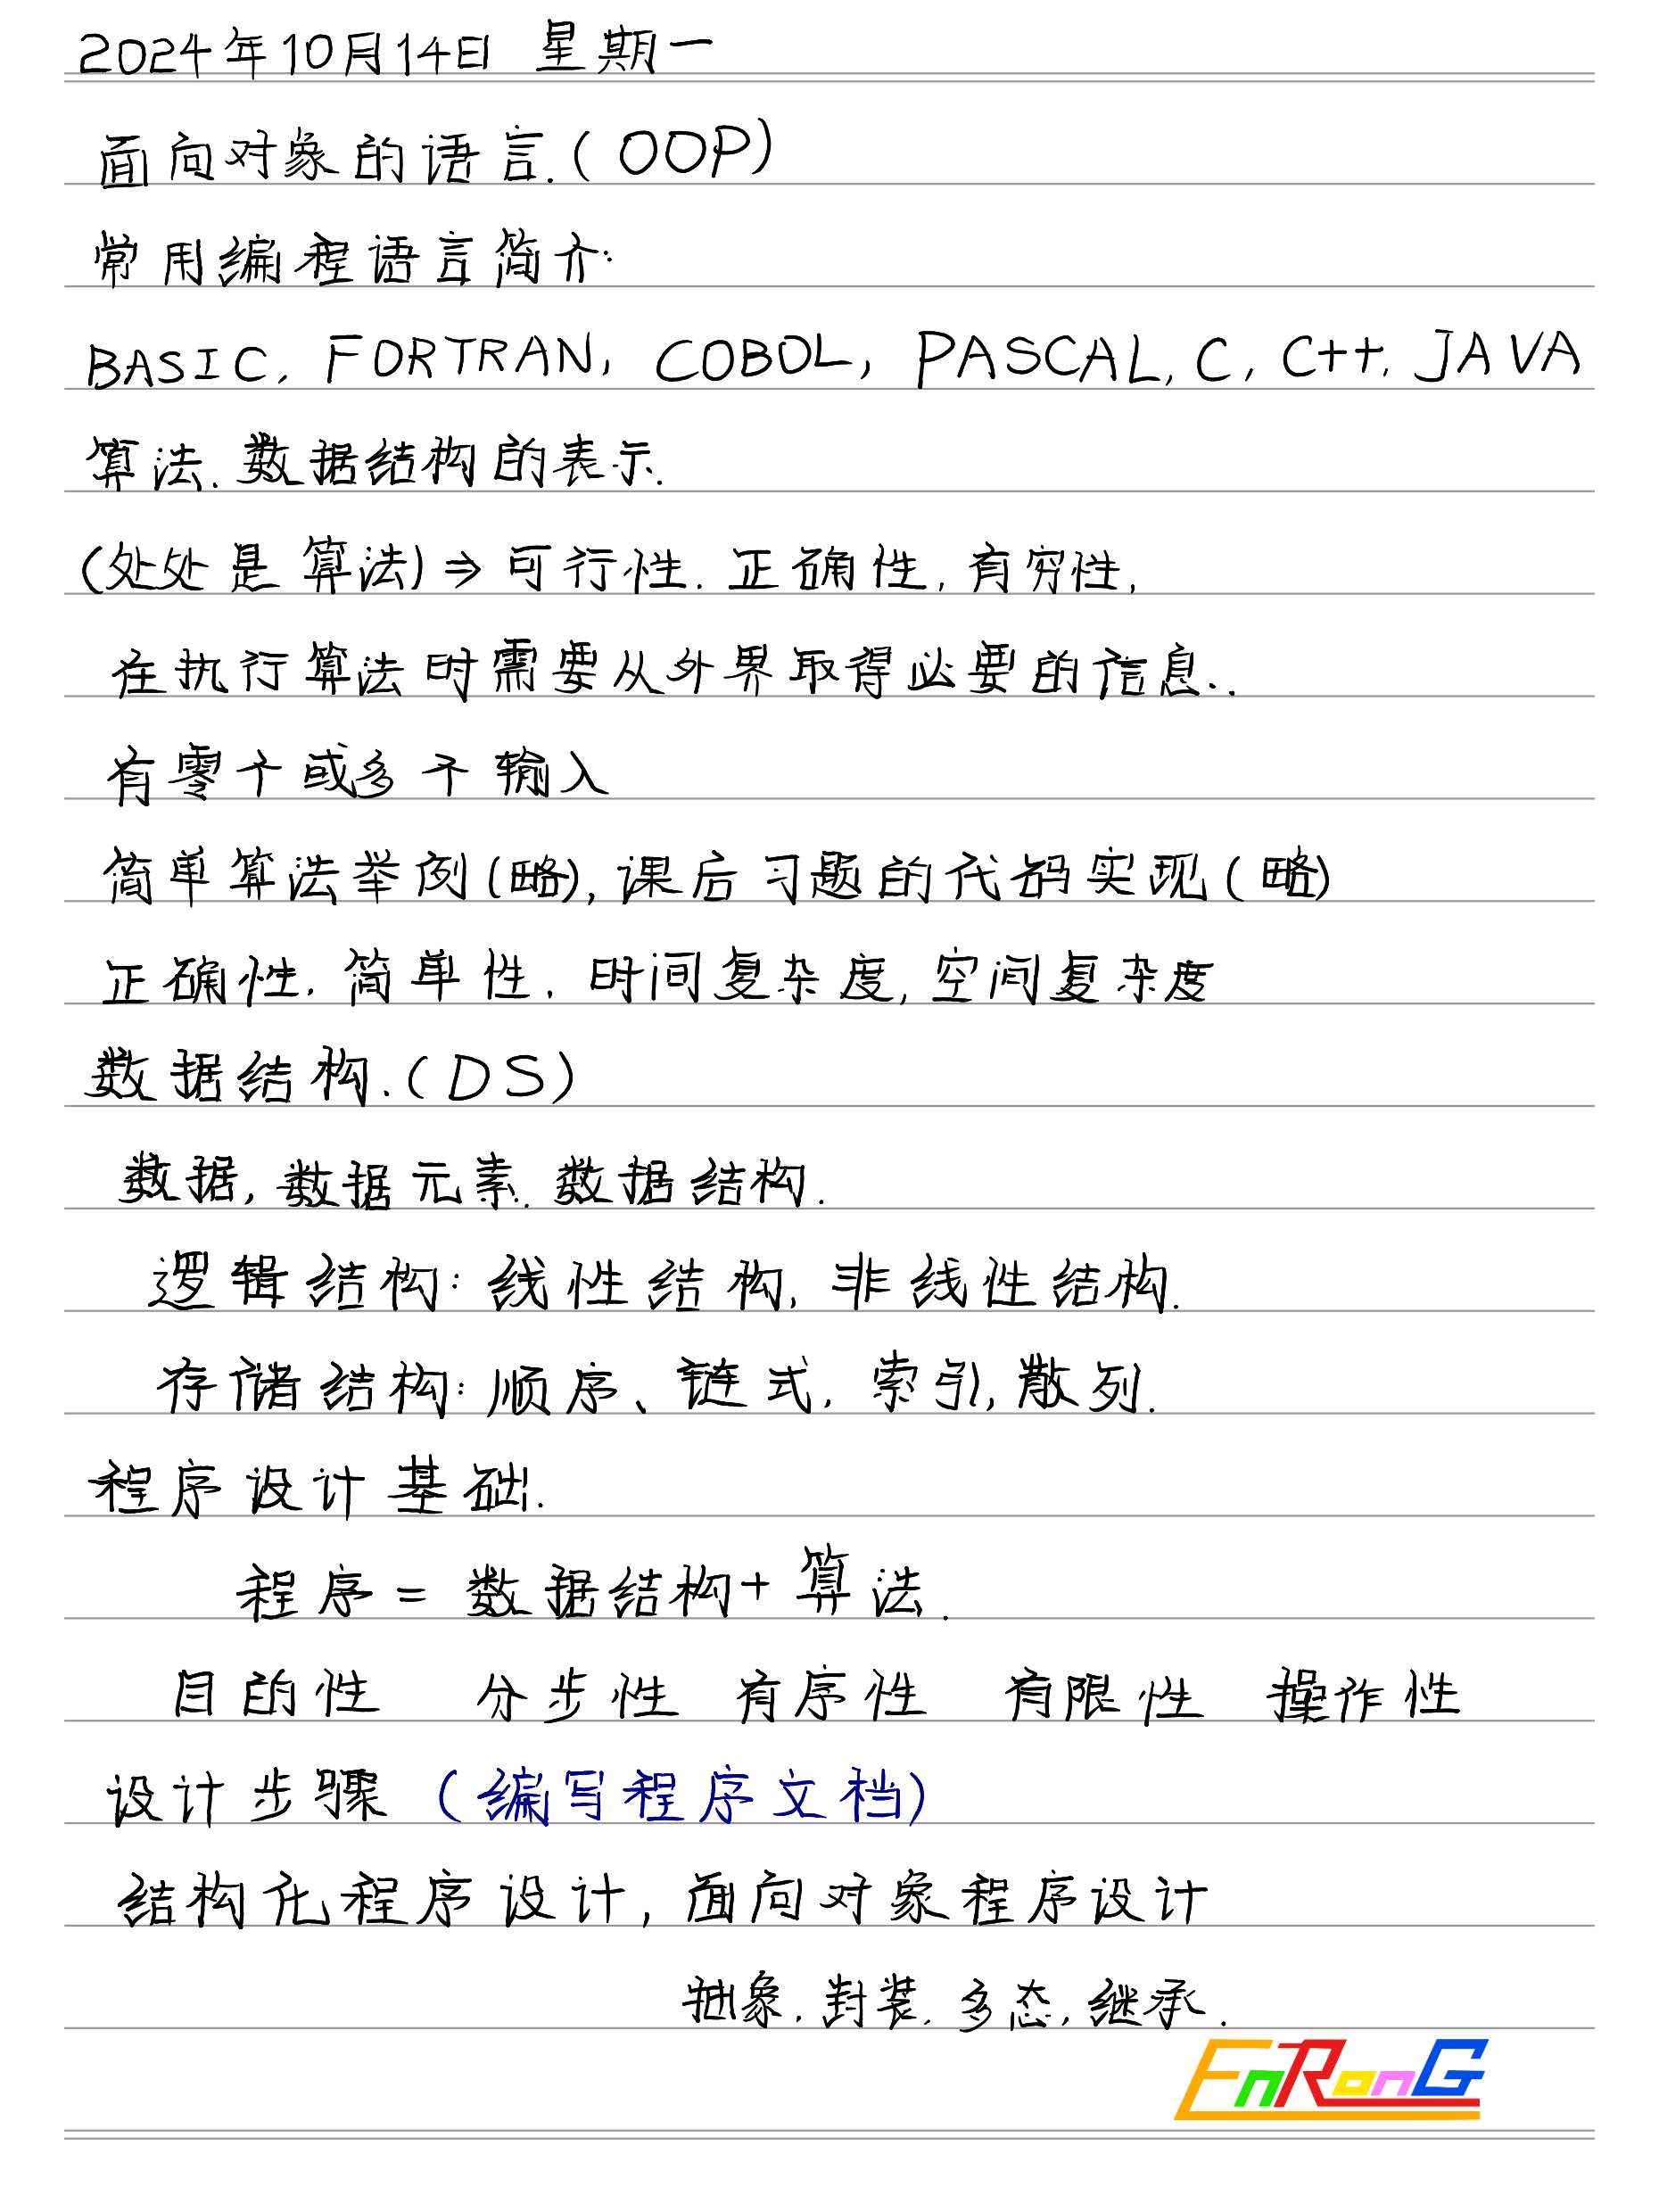 2024年10月14日 星期一
面向对象的语言.(OOP)
常用编程语言简介:
BASIC, FORTRAN, COBOL, PASCAL, C, C++, JAVA
算法.数据结构的表示.
(处处是算法)⇒可行性.正确性,有穷性,
在执行算法时需要从外界取得必要的信息..
有零个或多个输入
简单算法举例(略),课后习题的代码实现(略)
正确性.简单性.时间复杂度,空间复杂度
数据结构.(DS)
数据,数据元素.数据结构.
逻辑结构:线性结构,非线性结构.
存储结构:顺序、链式,索引,散列.
程序设计基础.
程序=数据结构+算法.
目的性 分步性 有序性 有限性 操作性
设计步骤(编写程序文档)
结构化程序设计,面向对象程序设计
抽象.封装.多态,继承.
EnRonG